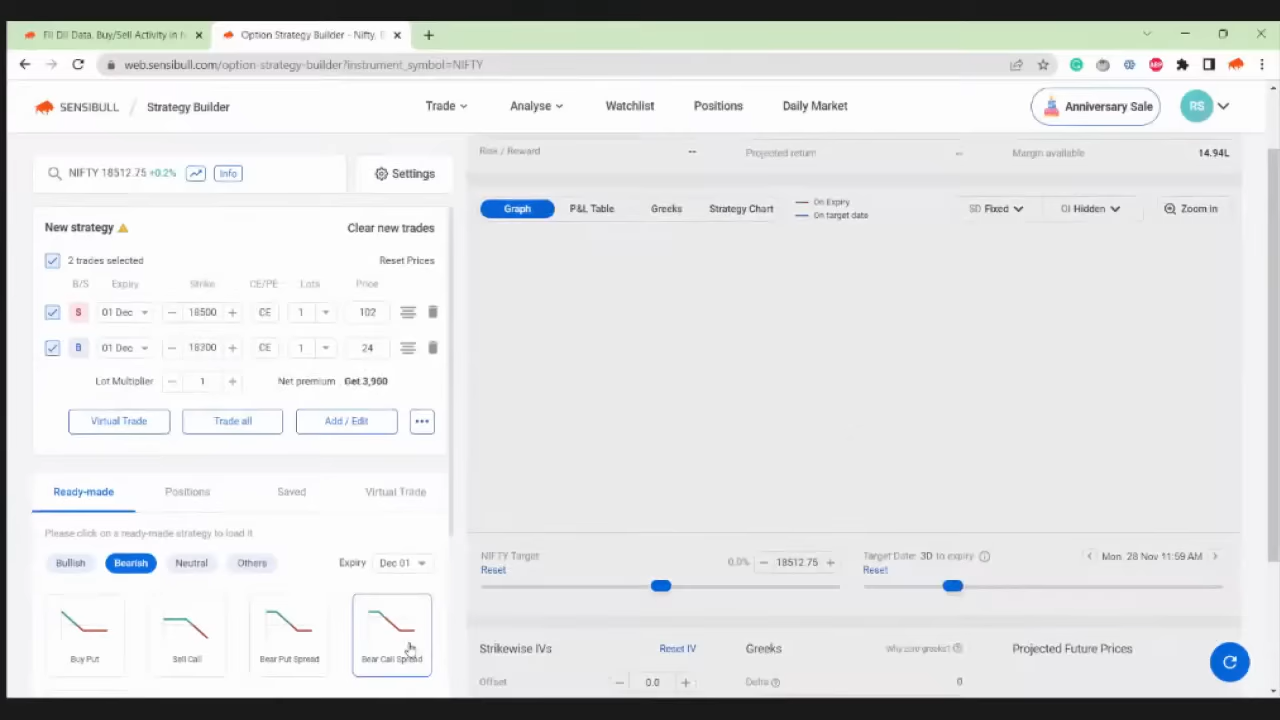 FII DII Data, Buy/Sell Activity in
Option Strategy Builder - Nifty,
web.sensibull.com/option-strategy-builder?instrument_symbol=NIFTY
SENSIBULL / Strategy Builder
Trade
Analyse
Watchlist
Positions
Daily Market
Anniversary Sale
RS
NIFTY 18512.75 +0.2%
Info
Settings
Risk / Reward --
Projected return --
Margin available 14.94L
New strategy
Clear new trades
2 trades selected
Reset Prices
B/S Expiry Strike CE/PE Lots Price
S 01 Dec - 18500 + CE 1 102
B 01 Dec - 18300 + CE 1 24
Lot Multiplier - 1 + Net premium Get 3,900
Virtual Trade
Trade all
Add / Edit
Graph
P&L Table
Greeks
Strategy Chart
On Expiry
On target date
SD Fixed
OI Hidden
Zoom In
Ready-made
Positions
Saved
Virtual Trade
Please click on a ready-made strategy to load it
Bullish
Bearish
Neutral
Others
Expiry Dec 01
Buy Put
Sell Call
Bear Put Spread
Bear Call Spread
NIFTY Target
Reset
0.0% - 18512.75 +
Target Date: 3D to expiry
Reset
Mon, 28 Nov 11:59 AM
Strikewise IVs
Reset IV
Offset - 0.0 +
Greeks
Why zero greeks?
Delta 0
Projected Future Prices